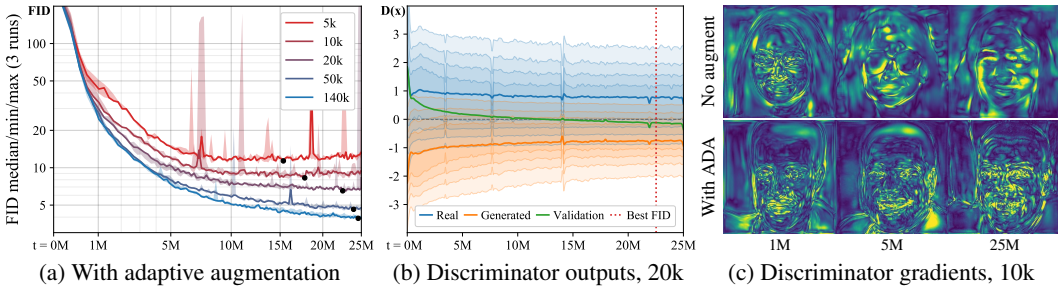 FID
FID median/min/max (3 runs)
100
50
20
10
5
5k
10k
20k
50k
140k
t = 0M 1M 5M 10M 15M 20M 25M
(a) With adaptive augmentation
D(x)
3
2
1
0
-1
-2
-3
Real Generated Validation Best FID
t = 0M 5M 10M 15M 20M 25M
(b) Discriminator outputs, 20k
No augment
With ADA
1M 5M 25M
(c) Discriminator gradients, 10k